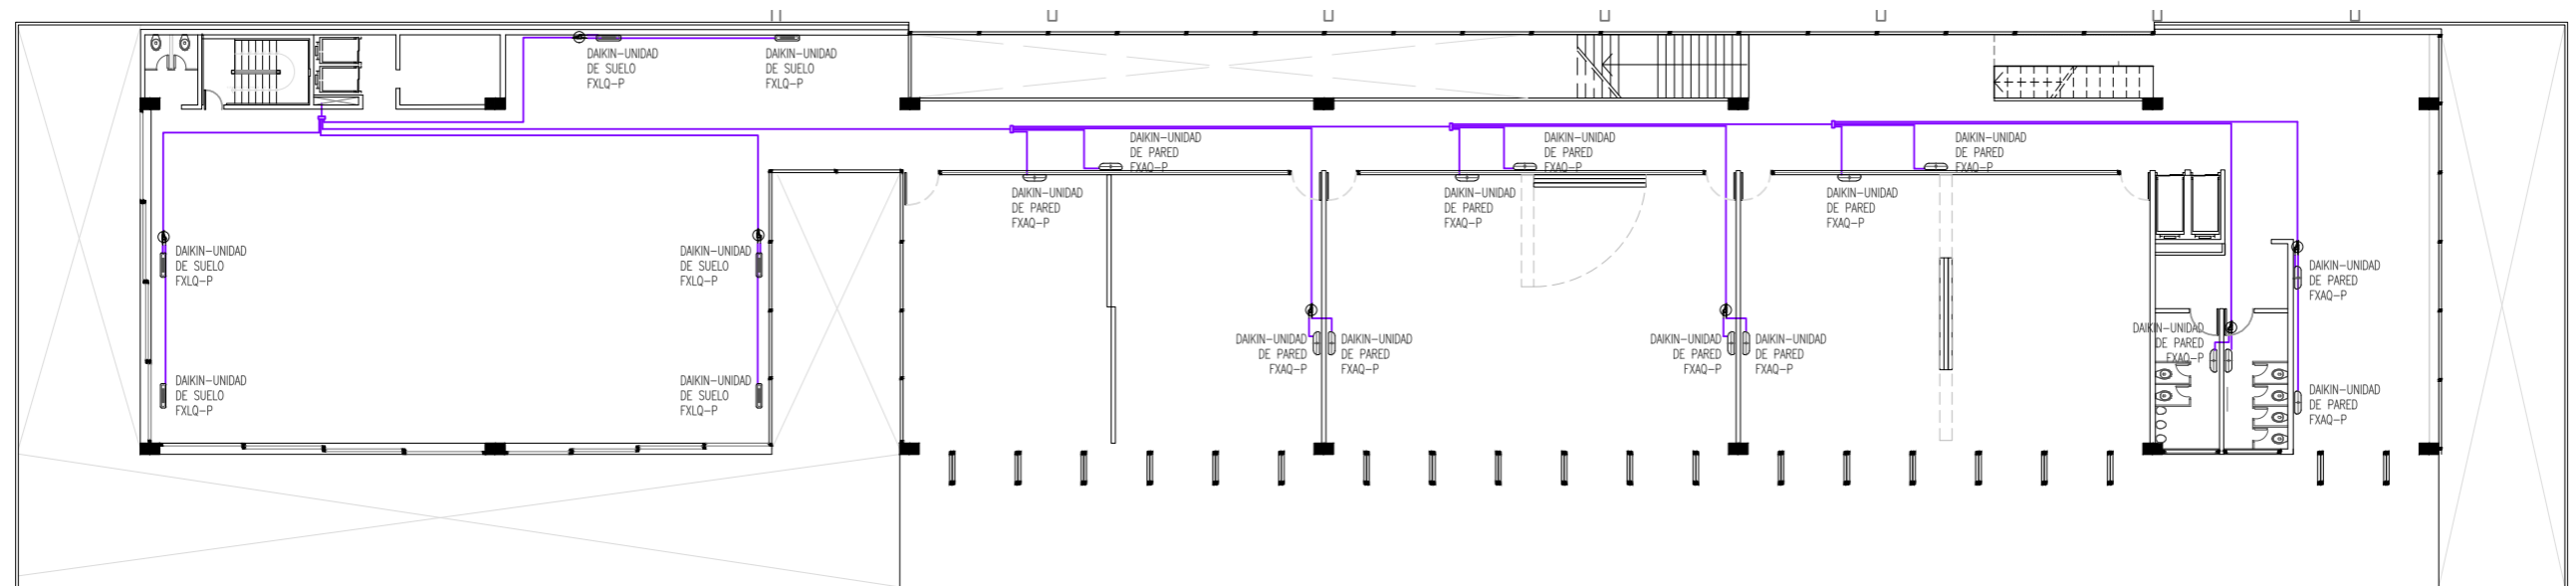 DAIKIN-UNIDAD
DE SUELO
FXLQ-P
DAIKIN-UNIDAD
DE SUELO
FXLQ-P
DAIKIN-UNIDAD
DE PARED
FXAQ-P
DAIKIN-UNIDAD
DE PARED
FXAQ-P
DAIKIN-UNIDAD
DE PARED
FXAQ-P
DAIKIN-UNIDAD
DE PARED
FXAQ-P
DAIKIN-UNIDAD
DE PARED
FXAQ-P
DAIKIN-UNIDAD
DE PARED
FXAQ-P
DAIKIN-UNIDAD
DE SUELO
FXLQ-P
DAIKIN-UNIDAD
DE SUELO
FXLQ-P
DAIKIN-UNIDAD
DE PARED
FXAQ-P
DAIKIN-UNIDAD
DE PARED
FXAQ-P
DAIKIN-UNIDAD
DE PARED
FXAQ-P
DAIKIN-UNIDAD
DE PARED
FXAQ-P
DAIKIN-UNIDAD
DE PARED
FXAQ-P
DAIKIN-UNIDAD
DE PARED
FXAQ-P
DAIKIN-UNIDAD
DE SUELO
FXLQ-P
DAIKIN-UNIDAD
DE SUELO
FXLQ-P
DAIKIN-UNIDAD
DE PARED
FXAQ-P